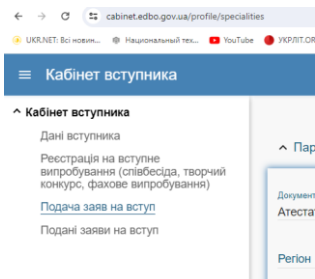 cabinet.edbo.gov.ua/profile/specialities
UKR.NET: Всі новин... Национальный тех... YouTube УКРЛІТ.OR
Кабінет вступника
Кабінет вступника
Дані вступника
Реєстрація на вступне
випробування (співбесіда, творчий
конкурс, фахове випробування)
Подача заяв на вступ
Подані заяви на вступ
Пар
Документ
Атеста
Регіон